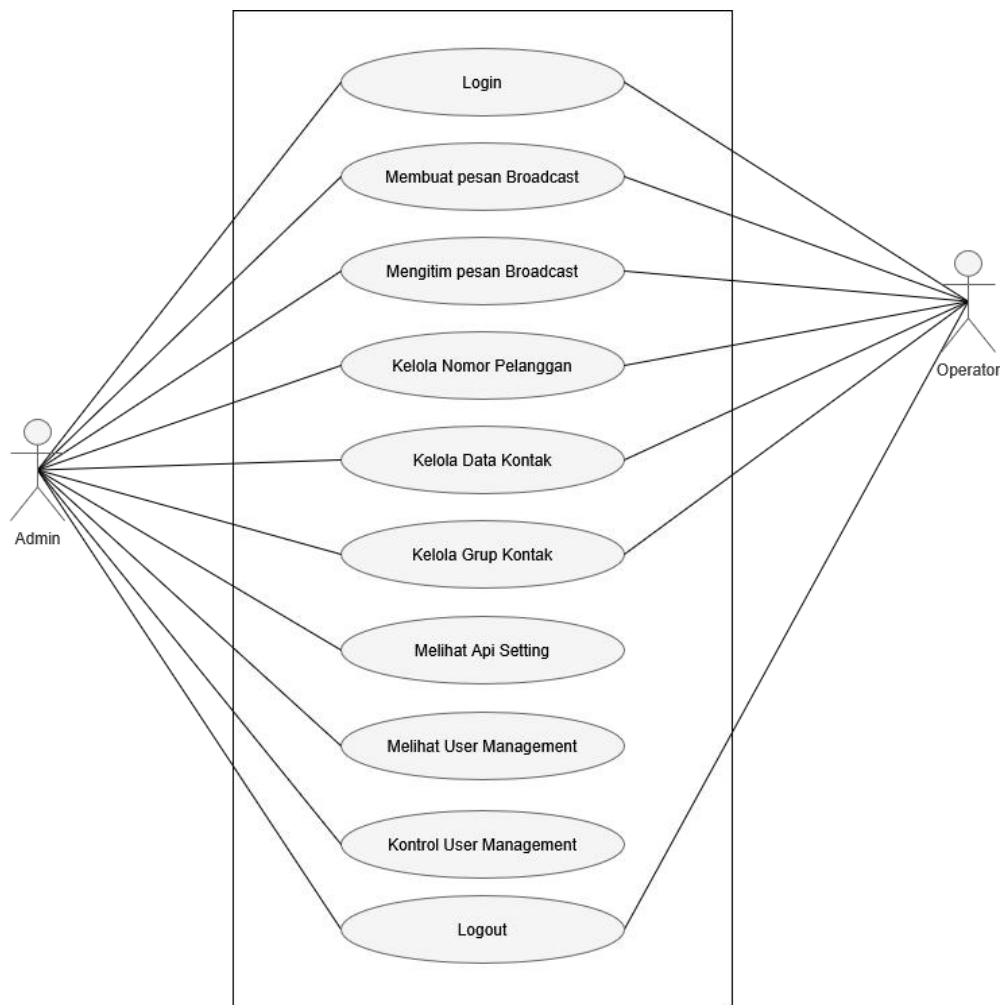 Login
Membuat pesan Broadcast
Mengitim pesan Broadcast
Kelola Nomor Pelanggan
Operator
Kelola Data Kontak
Admin
Kelola Grup Kontak
Melihat Api Setting
Melihat User Management
Kontrol User Management
Logout